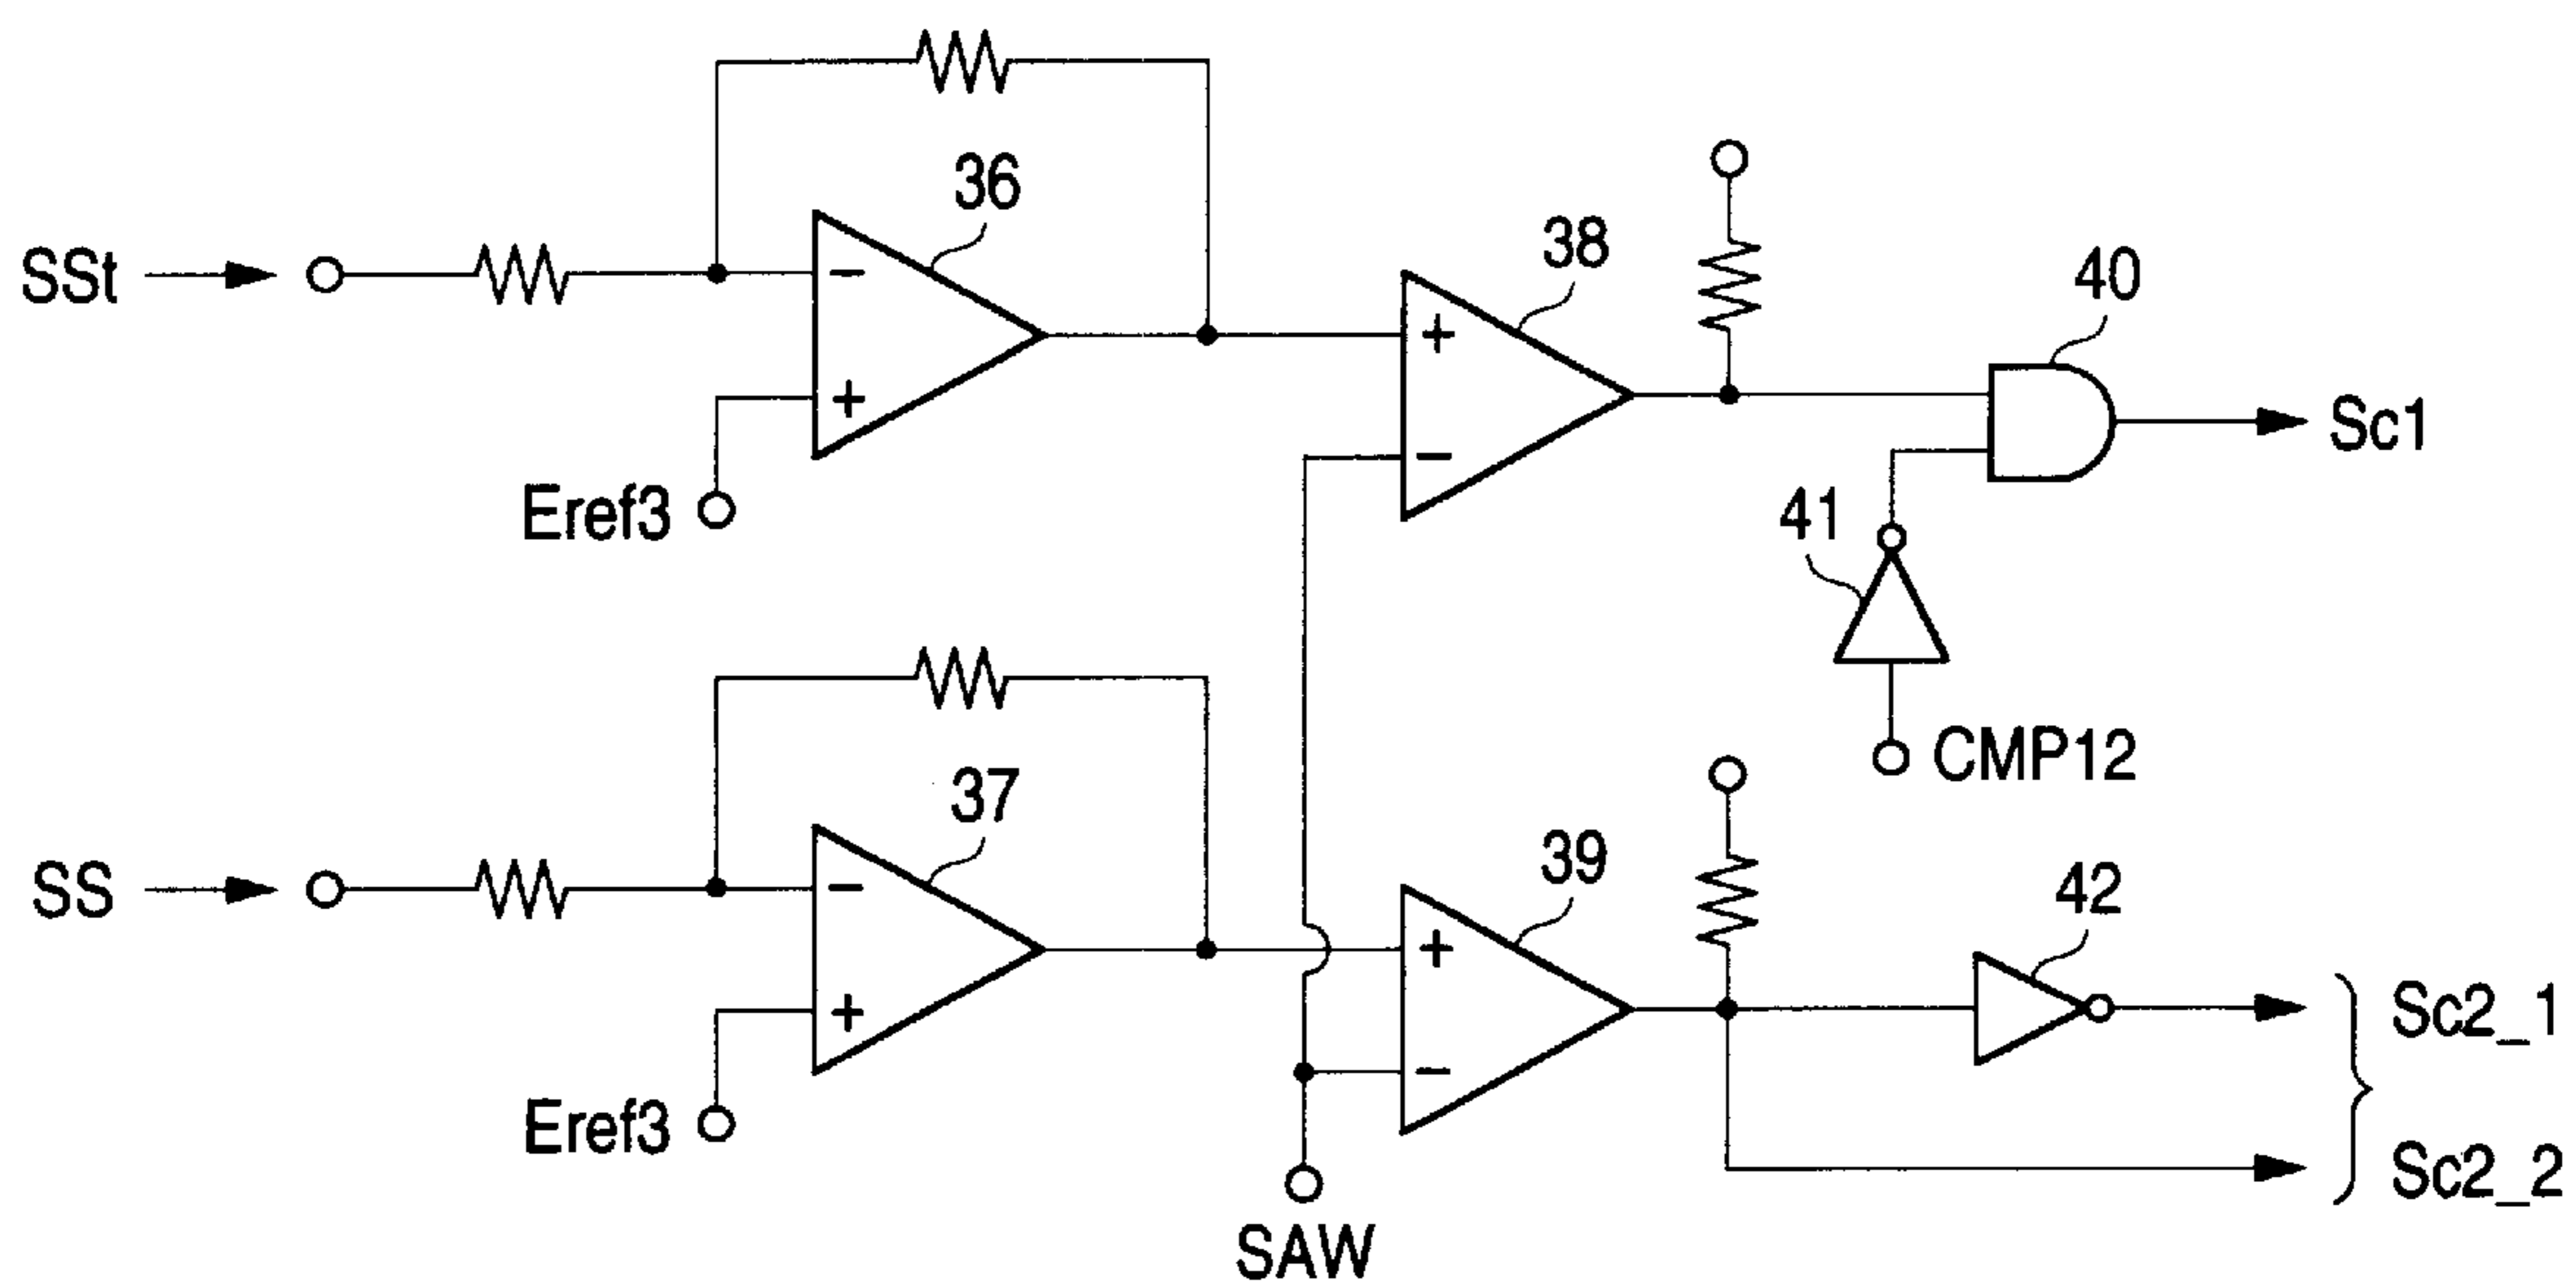 36
SSt
−
+
Eref3
38
+
−
40
Sc1
41
CMP12
37
SS
−
+
Eref3
39
+
−
SAW
42
Sc2_1
Sc2_2